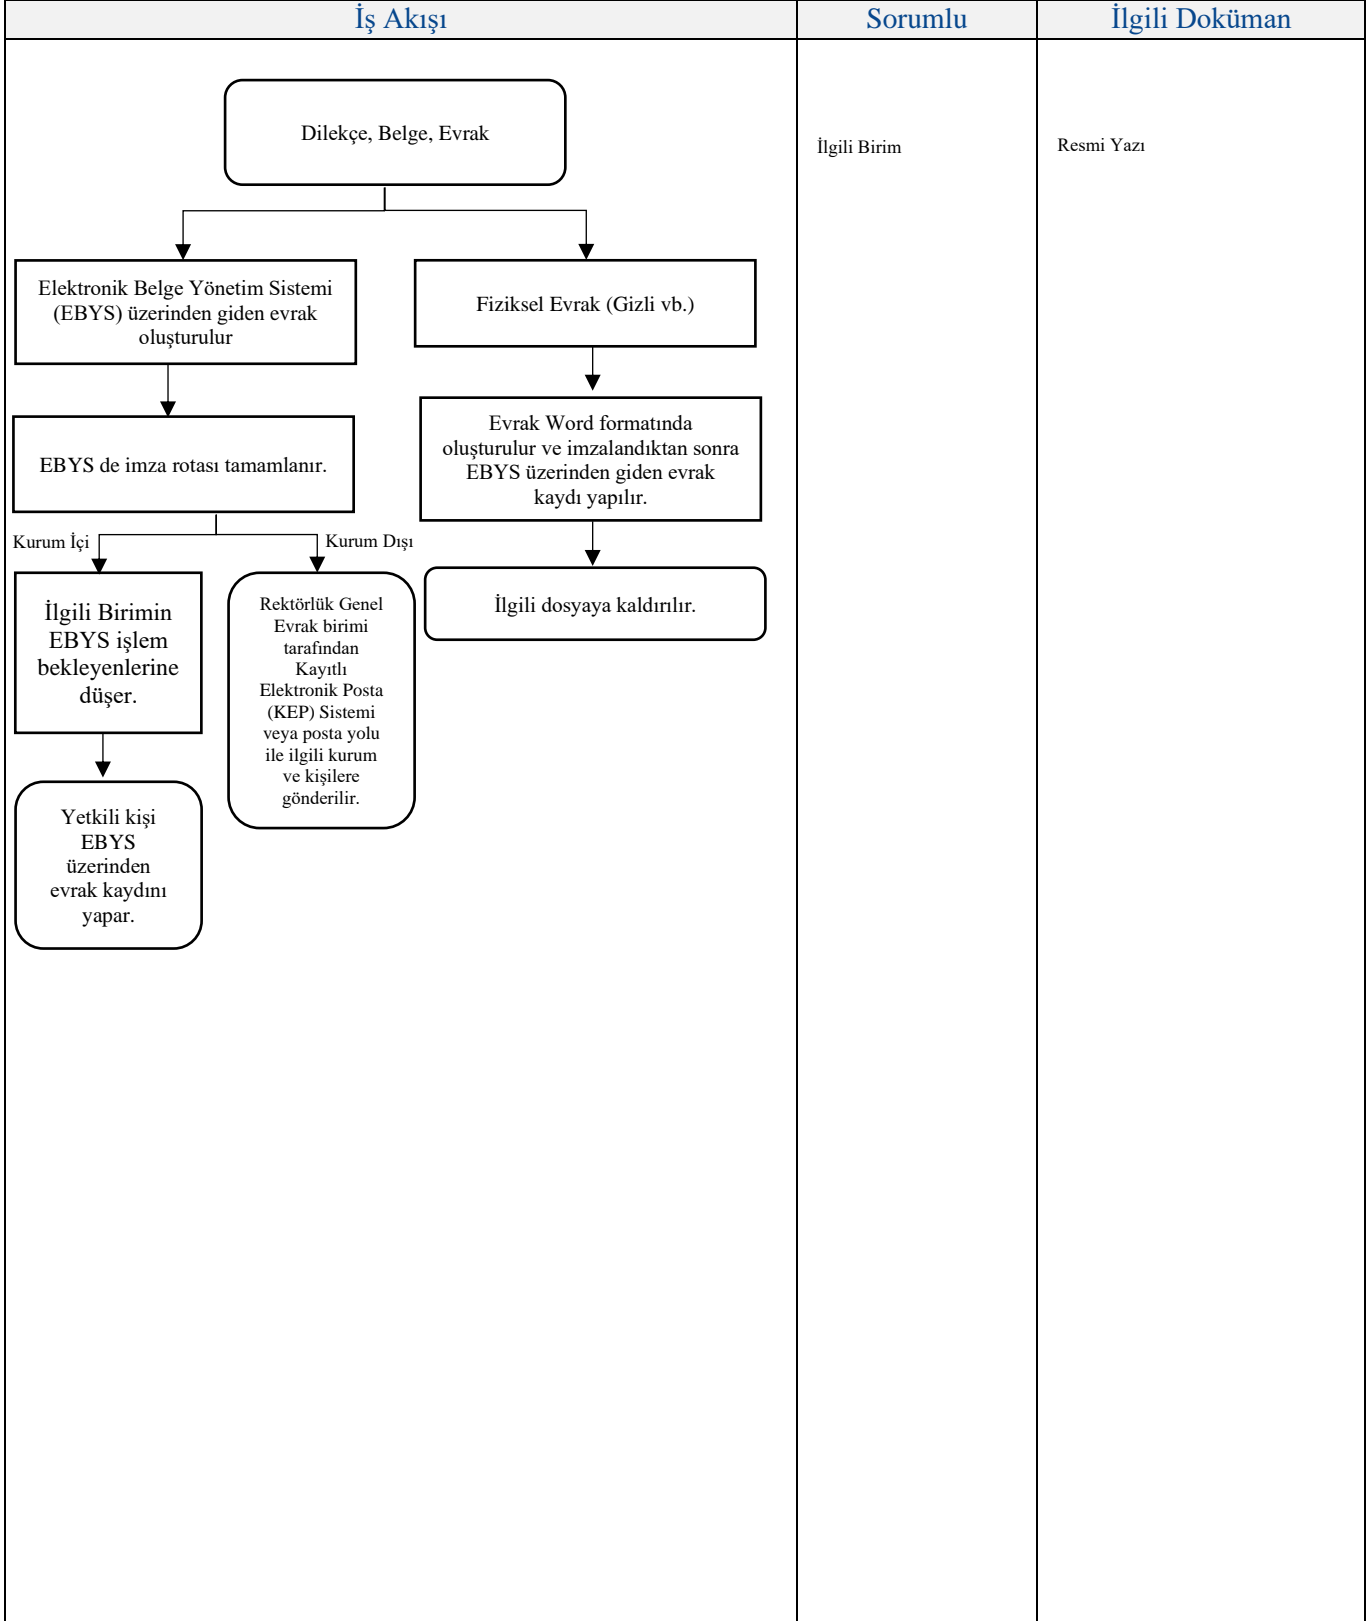 İş Akışı
Sorumlu
İlgili Doküman
Dilekçe, Belge, Evrak
İlgili Birim
Resmi Yazı
Elektronik Belge Yönetim Sistemi
(EBYS) üzerinden giden evrak
oluşturulur
Fiziksel Evrak (Gizli vb.)
EBYS de imza rotası tamamlanır.
Evrak Word formatında
oluşturulur ve imzalandıktan sonra
EBYS üzerinden giden evrak
kaydı yapılır.
Kurum İçi
Kurum Dışı
İlgili Birimin
EBYS işlem
bekleyenlerine
düşer.
Rektörlük Genel
Evrak birimi
tarafından
Kayıtlı
Elektronik Posta
(KEP) Sistemi
veya posta yolu
ile ilgili kurum
ve kişilere
gönderilir.
İlgili dosyaya kaldırılır.
Yetkili kişi
EBYS
üzerinden
evrak kaydını
yapar.